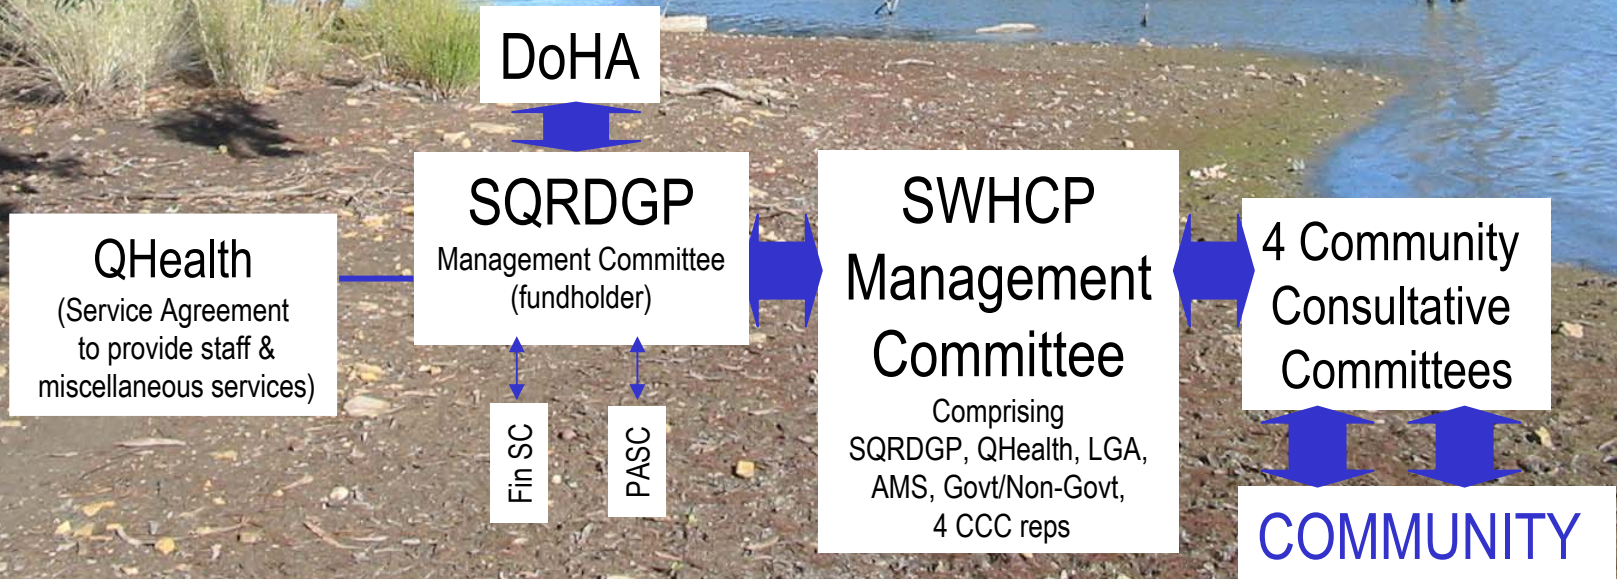 DoHA
SQRDGP
Management Committee
(fundholder)
QHealth
(Service Agreement
to provide staff &
miscellaneous services)
Fin SC
PASC
SWHCP
Management
Committee
Comprising
SQRDGP, QHealth, LGA,
AMS, Govt/Non-Govt,
4 CCC reps
4 Community
Consultative
Committees
COMMUNITY